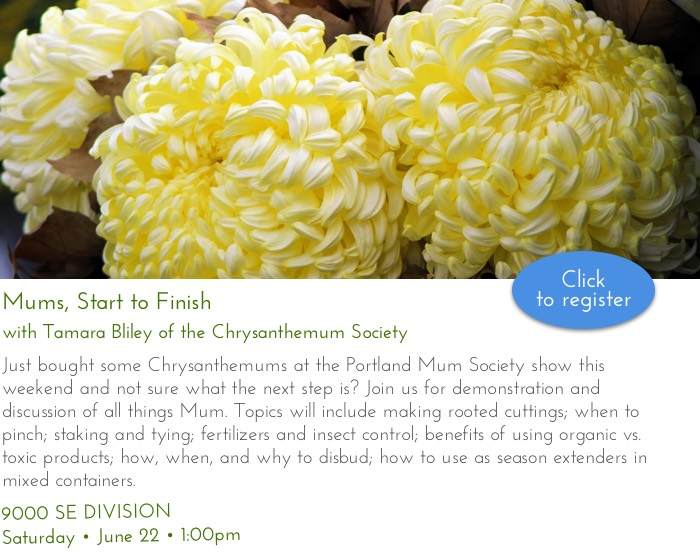 Click
to register
Mums, Start to Finish
with Tamara Bliley of the Chrysanthemum Society
Just bought some Chrysanthemums at the Portland Mum Society show this
weekend and not sure what the next step is? Join us for demonstration and
discussion of all things Mum. Topics will include making rooted cuttings; when to
pinch; staking and tying; fertilizers and insect control; benefits of using organic vs.
toxic products; how, when, and why to disbud; how to use as season extenders in
mixed containers.
9000 SE DIVISION
Saturday • June 22 • 1:00pm